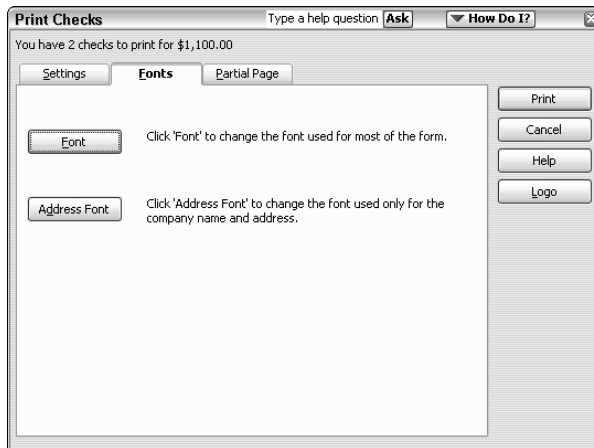 Print Checks Type a help question Ask How Do I?
You have 2 checks to print for $1,100.00
Settings Fonts Partial Page
Print
Font Click 'Font' to change the font used for most of the form.
Cancel
Help
Address Font Click 'Address Font' to change the font used only for the
company name and address.
Logo